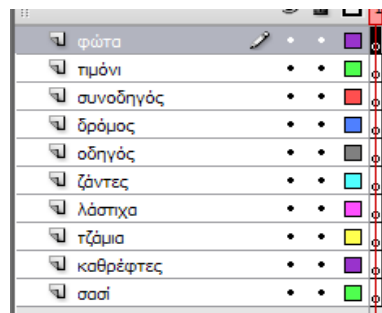 φώτα
τιμόνι
συνοδηγός
δρόμος
οδηγός
ζάντες
λάστιχα
τζάμια
καθρέφτες
σασί